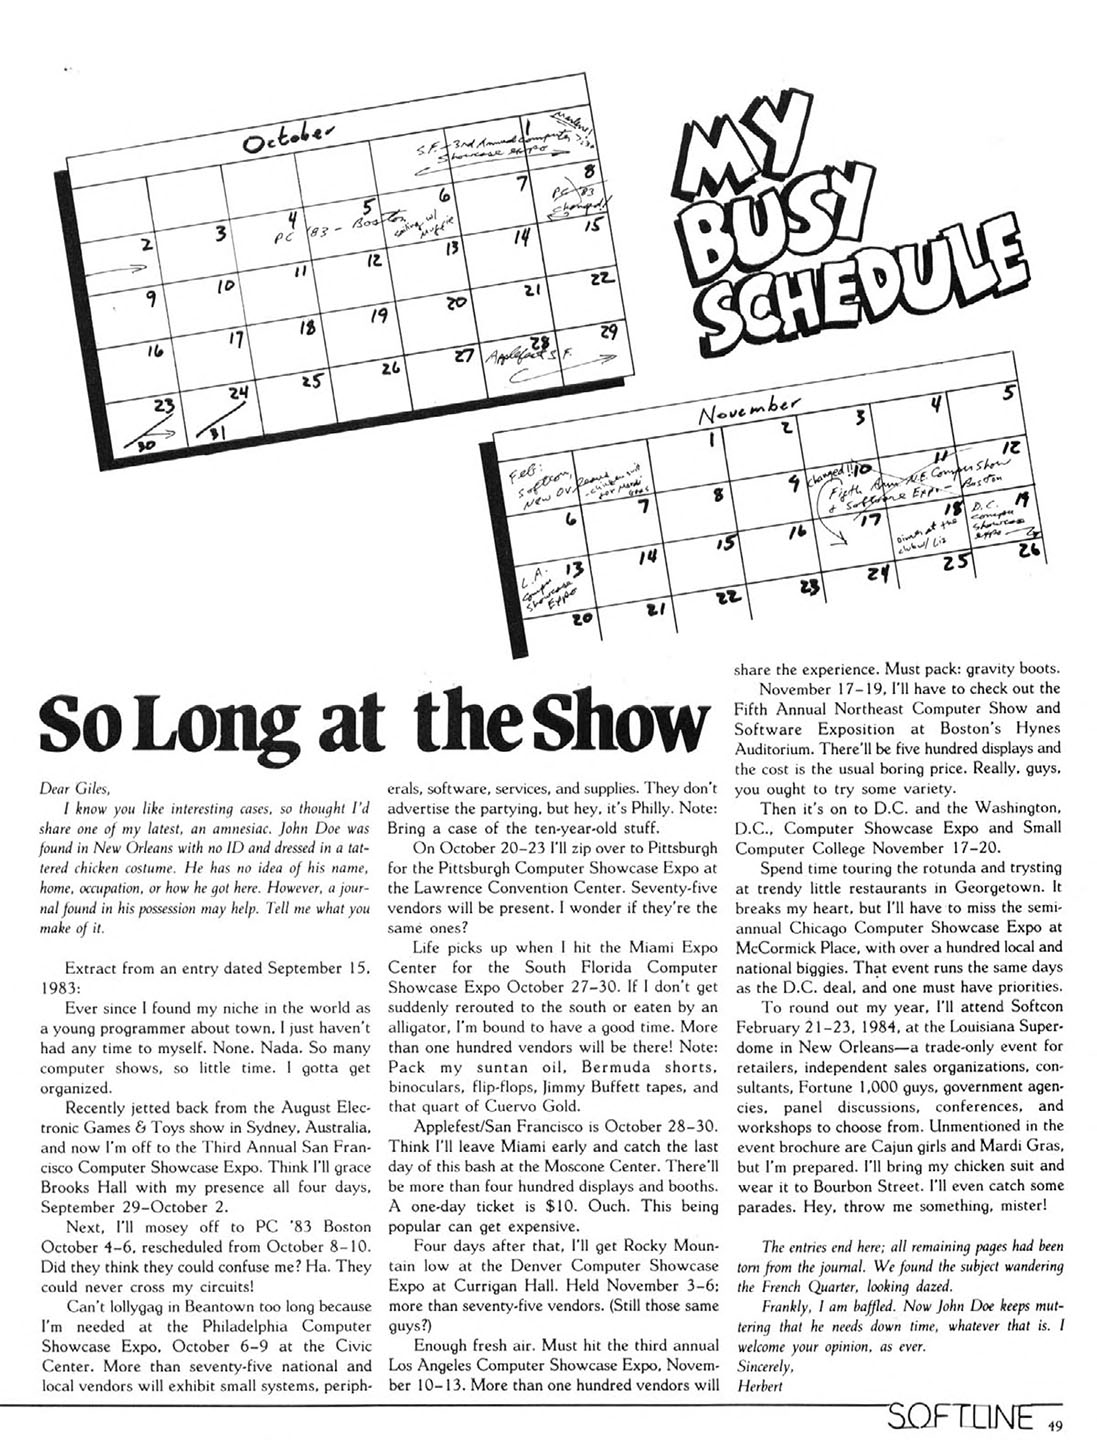 October
1
S.F. - 3rd Annual Computer
Showcase expo
2
3
4
5
6
7
8
PC '83 - Boston
sailing w/
Muffie
PC '83
changed!
9
10
11
12
13
14
15
16
17
18
19
20
21
22
23
24
25
26
27
28
29
Applefest S.F.
30
31
MY
BUSY
SCHEDULE
November
1
2
3
4
5
Feb:
Softcon,
New Orleans
- chicken suit
for Mardi
Gras
6
7
8
9
changed!!
10
11
12
Fifth Ann. N.E. Compu Show
& Software Expo - Boston
13
14
15
16
17
18
19
L.A.
Compu
Showcase
Expo
Dinner at the
club w/ Liz
D.C.
Compu
Showcase
expo
20
21
22
23
24
25
26
So Long at the Show
Dear Giles,
I know you like interesting cases, so thought I'd
share one of my latest, an amnesiac. John Doe was
found in New Orleans with no ID and dressed in a tat-
tered chicken costume. He has no idea of his name,
home, occupation, or how he got here. However, a jour-
nal found in his possession may help. Tell me what you
make of it.
Extract from an entry dated September 15,
1983:
Ever since I found my niche in the world as
a young programmer about town, I just haven't
had any time to myself. None. Nada. So many
computer shows, so little time. I gotta get
organized.
Recently jetted back from the August Elec-
tronic Games & Toys show in Sydney, Australia,
and now I'm off to the Third Annual San Fran-
cisco Computer Showcase Expo. Think I'll grace
Brooks Hall with my presence all four days,
September 29–October 2.
Next, I'll mosey off to PC '83 Boston
October 4–6, rescheduled from October 8–10.
Did they think they could confuse me? Ha. They
could never cross my circuits!
Can't lollygag in Beantown too long because
I'm needed at the Philadelphia Computer
Showcase Expo, October 6–9 at the Civic
Center. More than seventy-five national and
local vendors will exhibit small systems, periph-
erals, software, services, and supplies. They don't
advertise the partying, but hey, it's Philly. Note:
Bring a case of the ten-year-old stuff.
On October 20–23 I'll zip over to Pittsburgh
for the Pittsburgh Computer Showcase Expo at
the Lawrence Convention Center. Seventy-five
vendors will be present. I wonder if they're the
same ones?
Life picks up when I hit the Miami Expo
Center for the South Florida Computer
Showcase Expo October 27–30. If I don't get
suddenly rerouted to the south or eaten by an
alligator, I'm bound to have a good time. More
than one hundred vendors will be there! Note:
Pack my suntan oil, Bermuda shorts,
binoculars, flip-flops, Jimmy Buffett tapes, and
that quart of Cuervo Gold.
Applefest/San Francisco is October 28–30.
Think I'll leave Miami early and catch the last
day of this bash at the Moscone Center. There'll
be more than four hundred displays and booths.
A one-day ticket is $10. Ouch. This being
popular can get expensive.
Four days after that, I'll get Rocky Moun-
tain low at the Denver Computer Showcase
Expo at Currigan Hall. Held November 3–6;
more than seventy-five vendors. (Still those same
guys?)
Enough fresh air. Must hit the third annual
Los Angeles Computer Showcase Expo, Novem-
ber 10–13. More than one hundred vendors will
share the experience. Must pack: gravity boots.
November 17–19, I'll have to check out the
Fifth Annual Northeast Computer Show and
Software Exposition at Boston's Hynes
Auditorium. There'll be five hundred displays and
the cost is the usual boring price. Really, guys,
you ought to try some variety.
Then it's on to D.C. and the Washington,
D.C., Computer Showcase Expo and Small
Computer College November 17–20.
Spend time touring the rotunda and trysting
at trendy little restaurants in Georgetown. It
breaks my heart, but I'll have to miss the semi-
annual Chicago Computer Showcase Expo at
McCormick Place, with over a hundred local and
national biggies. That event runs the same days
as the D.C. deal, and one must have priorities.
To round out my year, I'll attend Softcon
February 21–23, 1984, at the Louisiana Super-
dome in New Orleans—a trade-only event for
retailers, independent sales organizations, con-
sultants, Fortune 1,000 guys, government agen-
cies, panel discussions, conferences, and
workshops to choose from. Unmentioned in the
event brochure are Cajun girls and Mardi Gras,
but I'm prepared. I'll bring my chicken suit and
wear it to Bourbon Street. I'll even catch some
parades. Hey, throw me something, mister!
The entries end here; all remaining pages had been
torn from the journal. We found the subject wandering
the French Quarter, looking dazed.
Frankly, I am baffled. Now John Doe keeps mut-
tering that he needs down time, whatever that is. I
welcome your opinion, as ever.
Sincerely,
Herbert
SOFTLINE 49